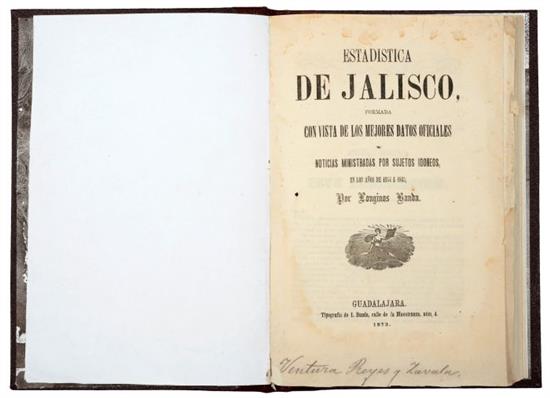 ESTADISTICA
DE JALISCO,
FORMADA
CON VISTA DE LOS MEJORES DATOS OFICIALES
Y
NOTICIAS MINISTRADAS POR SUJETOS IDONEOS,
EN LOS AÑOS DE 1854 A 1863,
Por Longinos Banda.
GUADALAJARA.
Tipografia de I. Banda, calle de la Maestranza, núm. 4.
1873.
Ventura Reyes y Zavala.